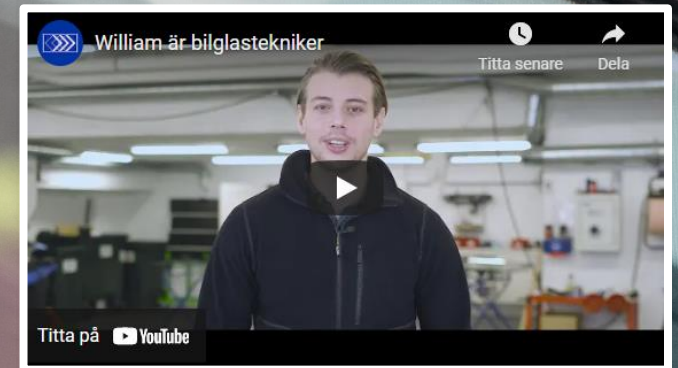 William är bilglastekniker
Titta senare
Dela
Titta på YouTube